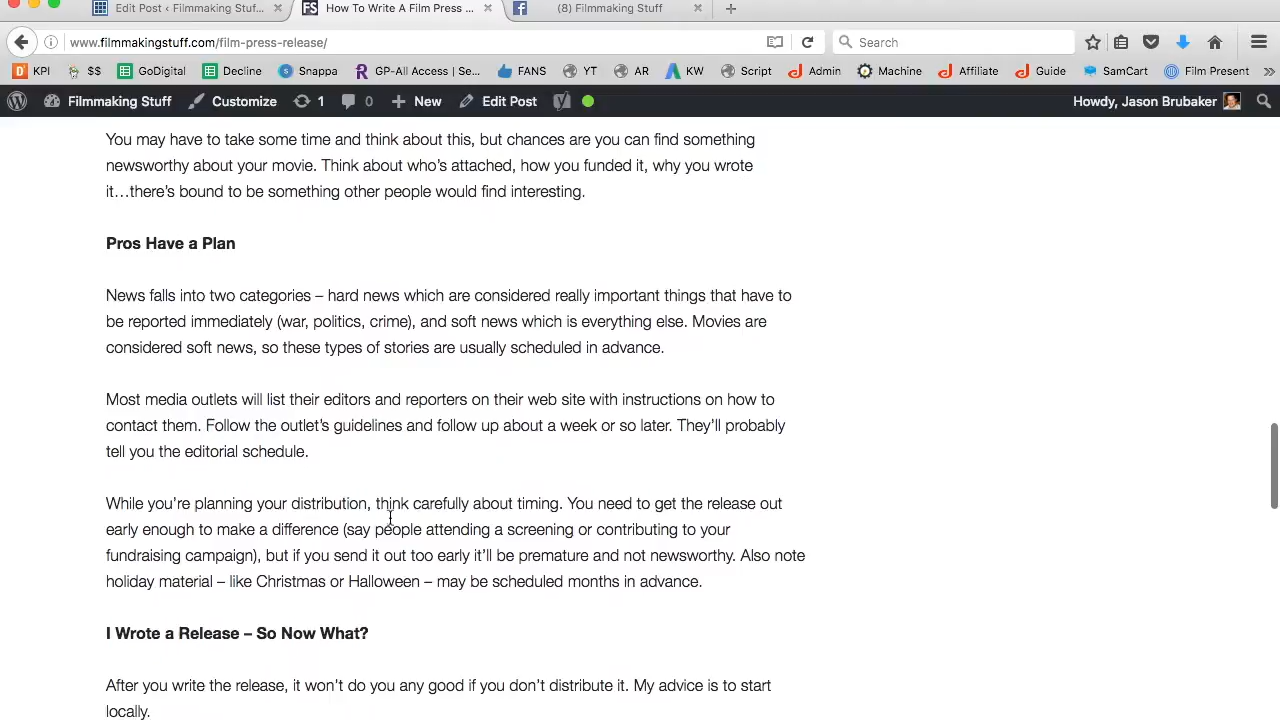 Edit Post ‹ Filmmaking Stuf... × FS How To Write A Film Press ... × (8) Filmmaking Stuff × +
www.filmmakingstuff.com/film-press-release/ Search
KPI $$ GoDigital Decline Snappa GP-All Access | Se... FANS YT AR KW Script Admin Machine Affiliate Guide SamCart Film Present »
Filmmaking Stuff Customize 1 0 New Edit Post Howdy, Jason Brubaker
You may have to take some time and think about this, but chances are you can find something
newsworthy about your movie. Think about who's attached, how you funded it, why you wrote
it…there's bound to be something other people would find interesting.
Pros Have a Plan
News falls into two categories – hard news which are considered really important things that have to
be reported immediately (war, politics, crime), and soft news which is everything else. Movies are
considered soft news, so these types of stories are usually scheduled in advance.
Most media outlets will list their editors and reporters on their web site with instructions on how to
contact them. Follow the outlet's guidelines and follow up about a week or so later. They'll probably
tell you the editorial schedule.
While you're planning your distribution, think carefully about timing. You need to get the release out
early enough to make a difference (say people attending a screening or contributing to your
fundraising campaign), but if you send it out too early it'll be premature and not newsworthy. Also note
holiday material – like Christmas or Halloween – may be scheduled months in advance.
I Wrote a Release – So Now What?
After you write the release, it won't do you any good if you don't distribute it. My advice is to start
locally.